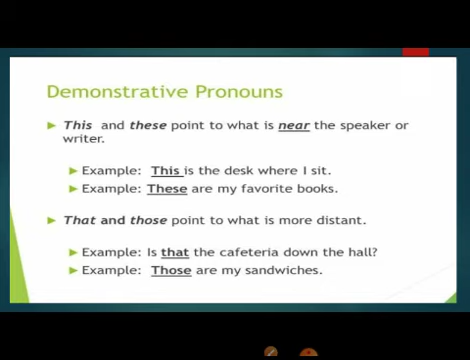 Demonstrative Pronouns
This and these point to what is near the speaker or
writer.
Example: This is the desk where I sit.
Example: These are my favorite books.
That and those point to what is more distant.
Example: Is that the cafeteria down the hall?
Example: Those are my sandwiches.